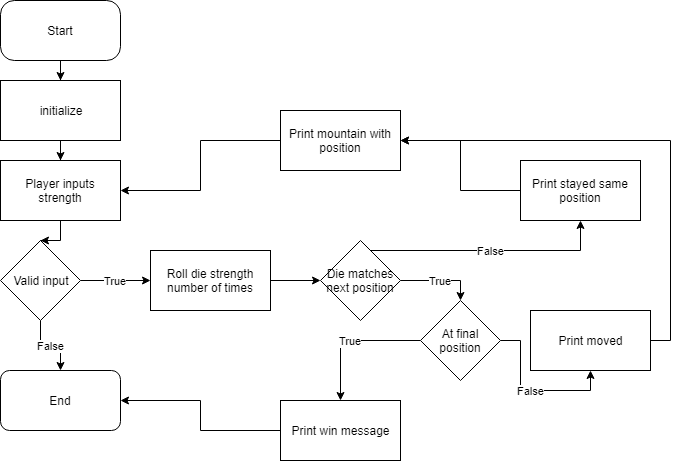 Start
initialize
Print mountain with
position
Player inputs
strength
Print stayed same
position
False
Valid input
True
Roll die strength
number of times
Die matches
next position
True
At final
position
True
Print moved
False
False
End
Print win message